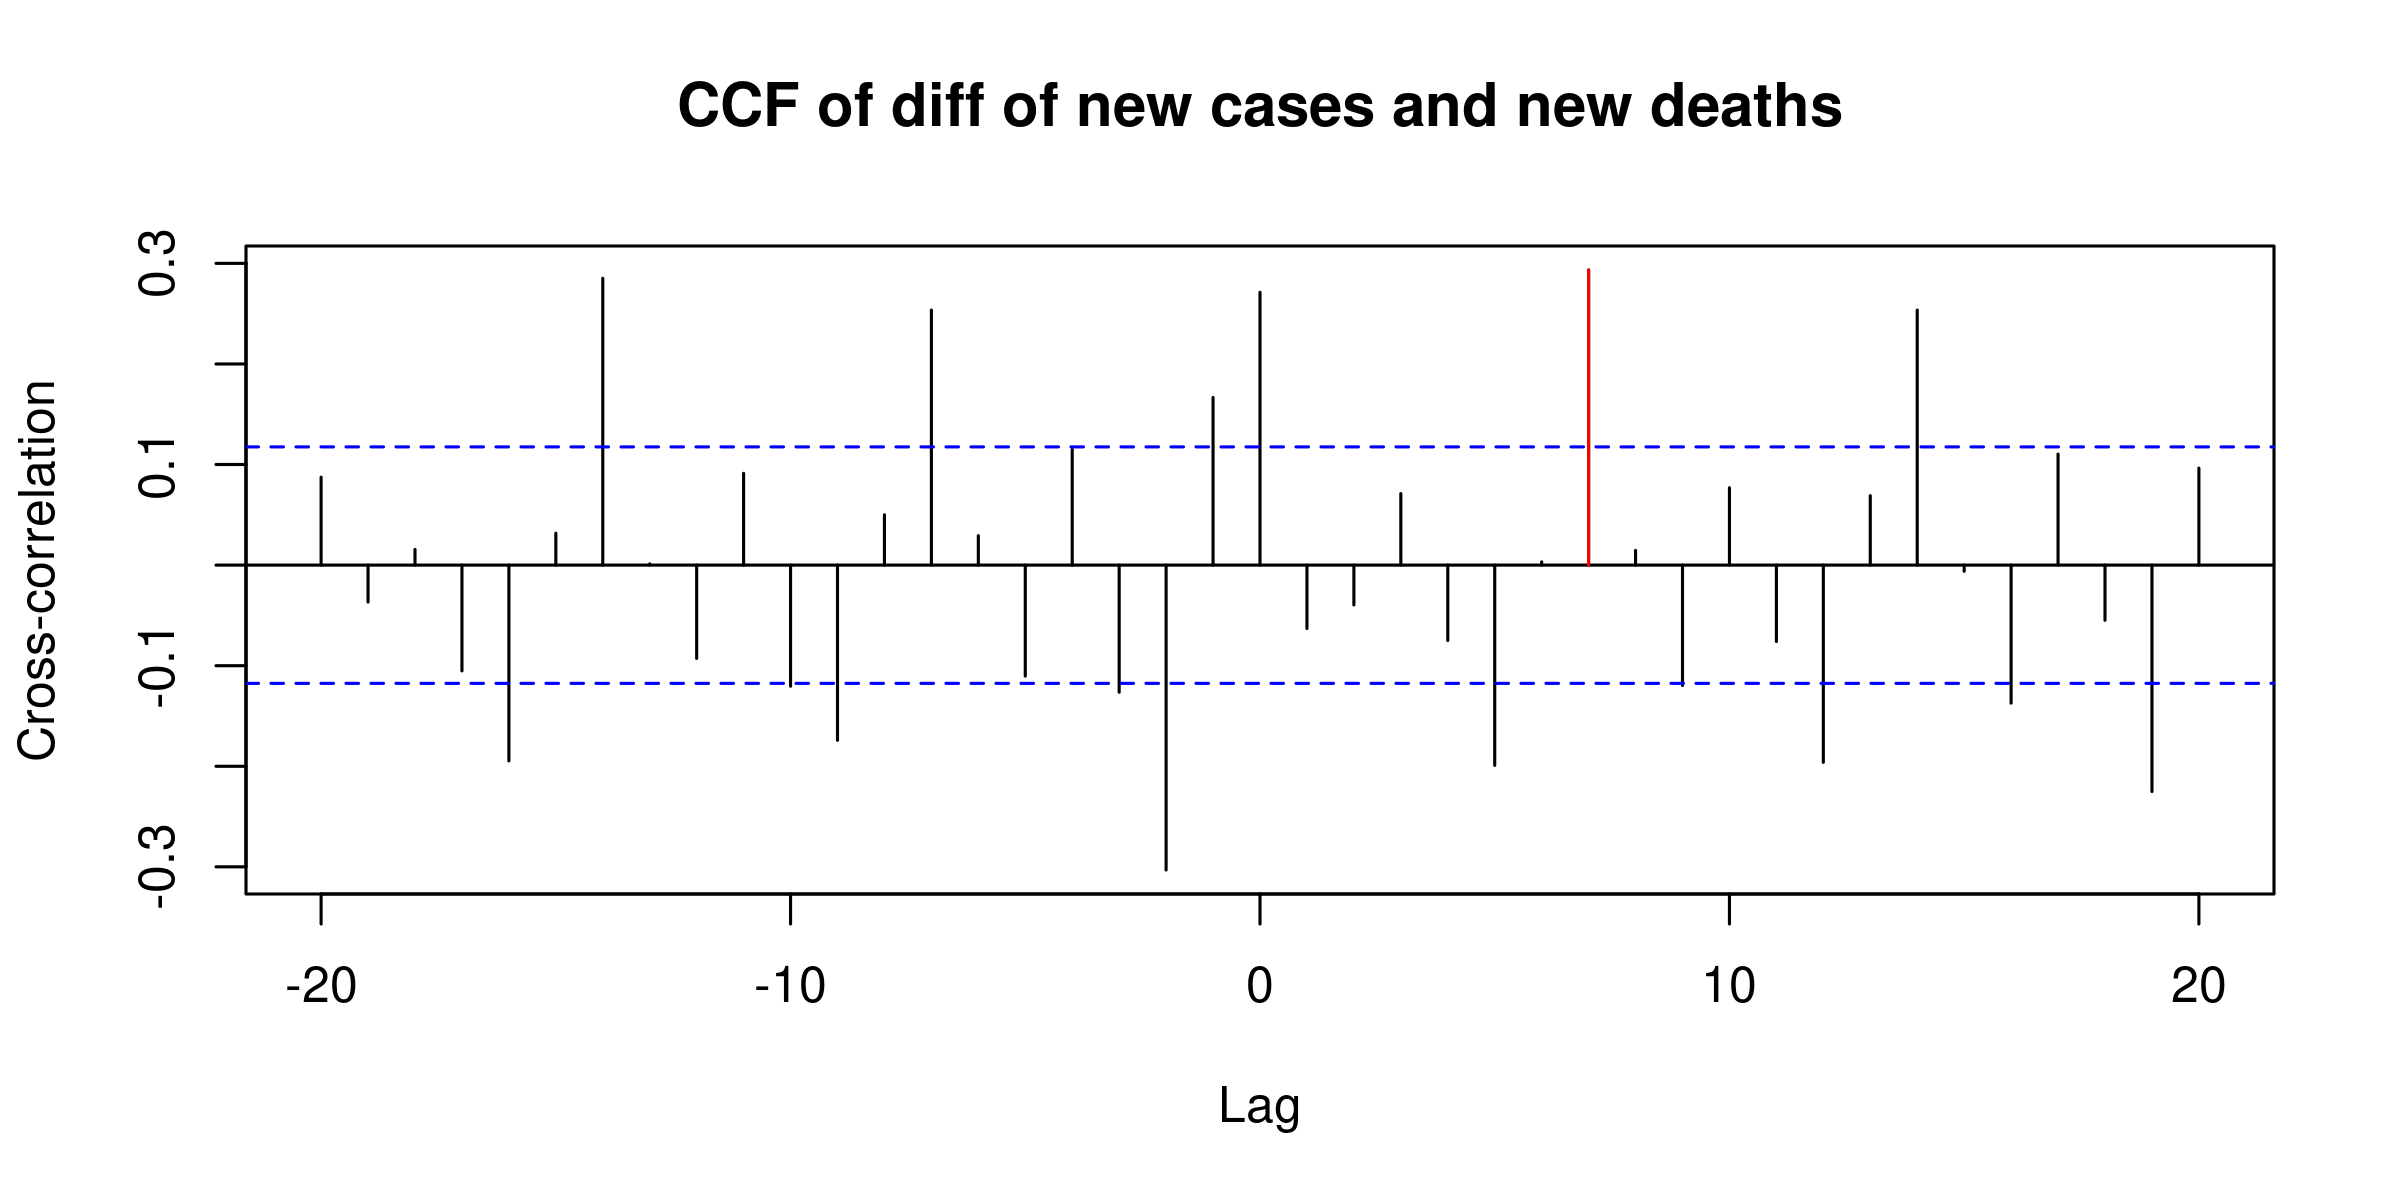 CCF of diff of new cases and new deaths
Cross-correlation
0.3
0.1
-0.1
-0.3
-20 -10 0 10 20
Lag